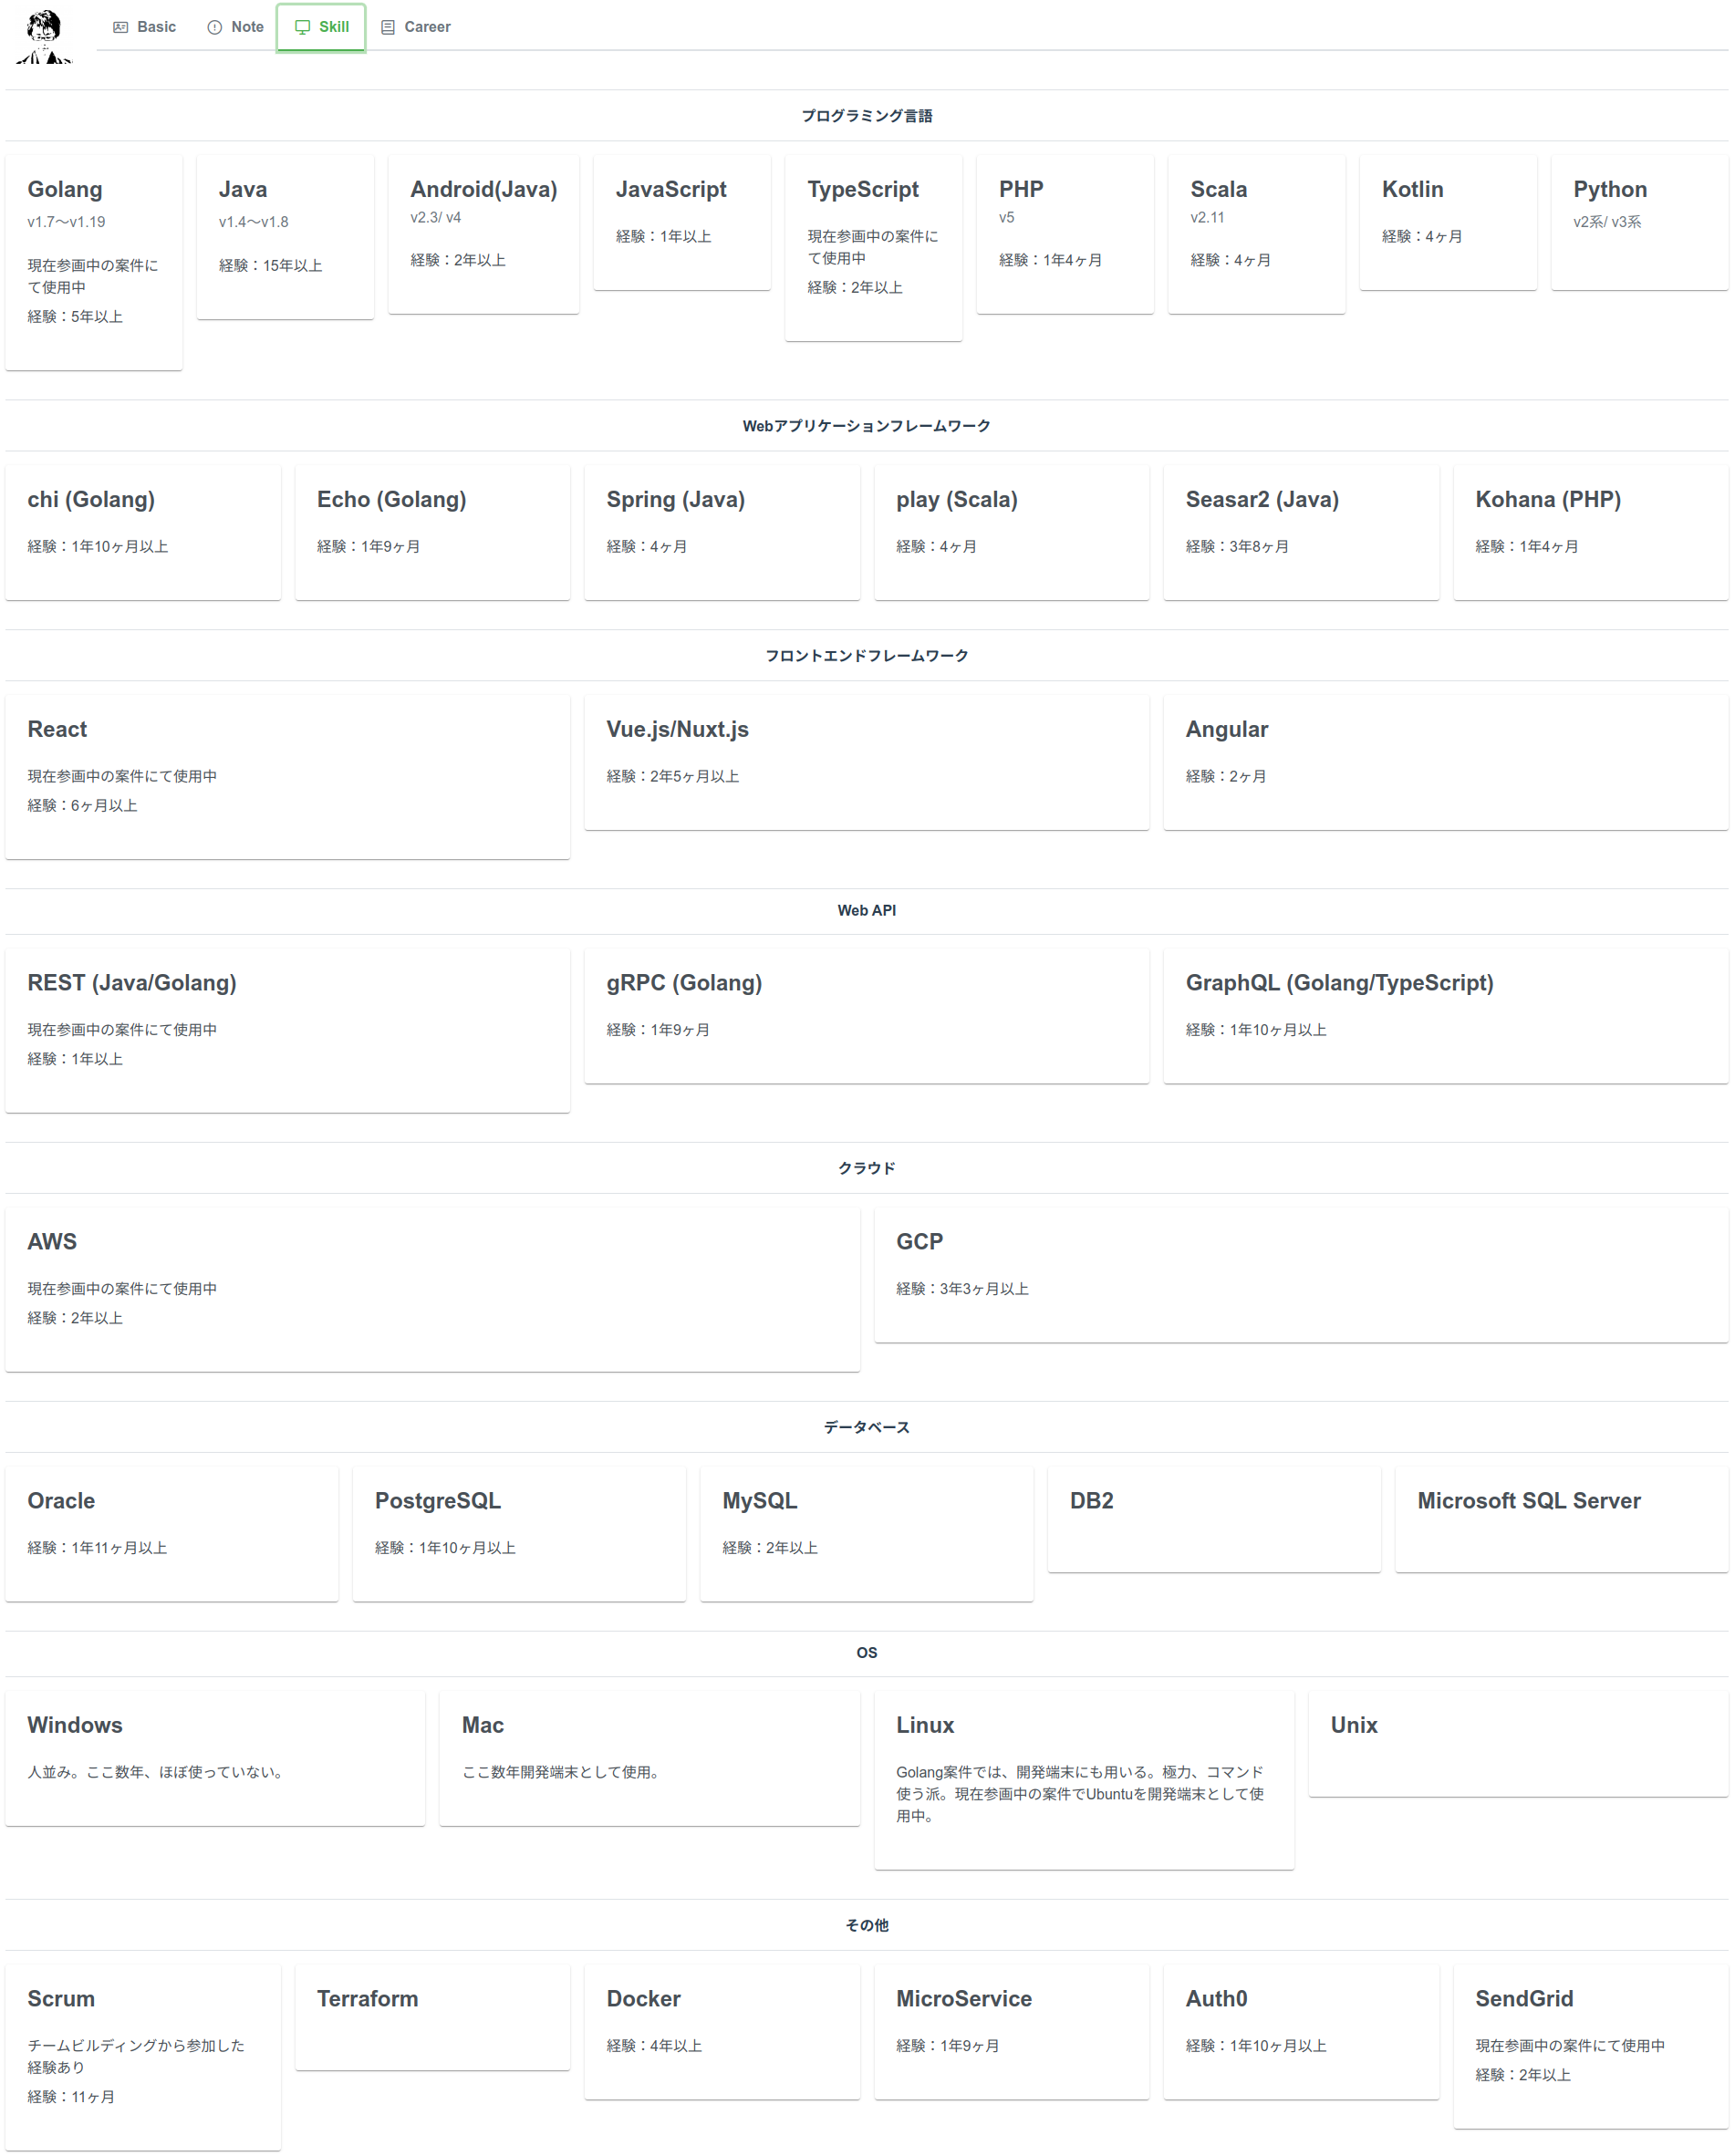 Basic
Note
Skill
Career
プログラミング言語
Golang
v1.7〜v1.19
現在参画中の案件に
て使用中
経験：5年以上
Java
v1.4〜v1.8
経験：15年以上
Android(Java)
v2.3/ v4
経験：2年以上
JavaScript
経験：1年以上
TypeScript
現在参画中の案件に
て使用中
経験：2年以上
PHP
v5
経験：1年4ヶ月
Scala
v2.11
経験：4ヶ月
Kotlin
経験：4ヶ月
Python
v2系/ v3系
Webアプリケーションフレームワーク
chi (Golang)
経験：1年10ヶ月以上
Echo (Golang)
経験：1年9ヶ月
Spring (Java)
経験：4ヶ月
play (Scala)
経験：4ヶ月
Seasar2 (Java)
経験：3年8ヶ月
Kohana (PHP)
経験：1年4ヶ月
フロントエンドフレームワーク
React
現在参画中の案件にて使用中
経験：6ヶ月以上
Vue.js/Nuxt.js
経験：2年5ヶ月以上
Angular
経験：2ヶ月
Web API
REST (Java/Golang)
現在参画中の案件にて使用中
経験：1年以上
gRPC (Golang)
経験：1年9ヶ月
GraphQL (Golang/TypeScript)
経験：1年10ヶ月以上
クラウド
AWS
現在参画中の案件にて使用中
経験：2年以上
GCP
経験：3年3ヶ月以上
データベース
Oracle
経験：1年11ヶ月以上
PostgreSQL
経験：1年10ヶ月以上
MySQL
経験：2年以上
DB2
Microsoft SQL Server
OS
Windows
人並み。ここ数年、ほぼ使っていない。
Mac
ここ数年開発端末として使用。
Linux
Golang案件では、開発端末にも用いる。極力、コマンド
使う派。現在参画中の案件でUbuntuを開発端末として使
用中。
Unix
その他
Scrum
チームビルディングから参加した
経験あり
経験：11ヶ月
Terraform
Docker
経験：4年以上
MicroService
経験：1年9ヶ月
Auth0
経験：1年10ヶ月以上
SendGrid
現在参画中の案件にて使用中
経験：2年以上